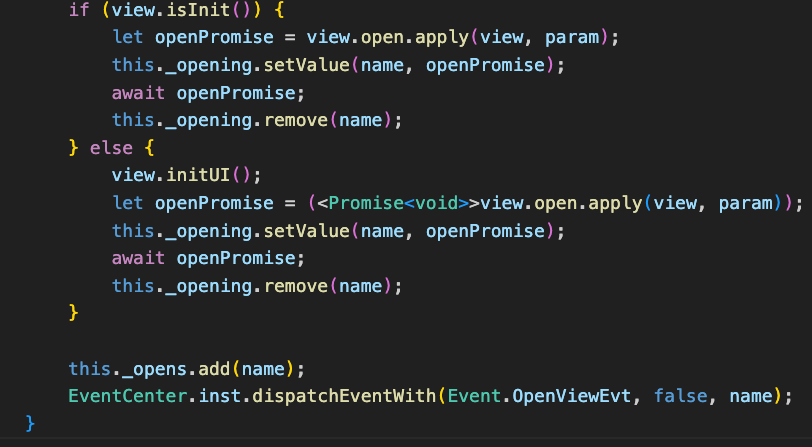 if (view.isInit()) {
let openPromise = view.open.apply(view, param);
this._opening.setValue(name, openPromise);
await openPromise;
this._opening.remove(name);
} else {
view.initUI();
let openPromise = (<Promise<void>>view.open.apply(view, param));
this._opening.setValue(name, openPromise);
await openPromise;
this._opening.remove(name);
}
this._opens.add(name);
EventCenter.inst.dispatchEventWith(Event.OpenViewEvt, false, name);
}